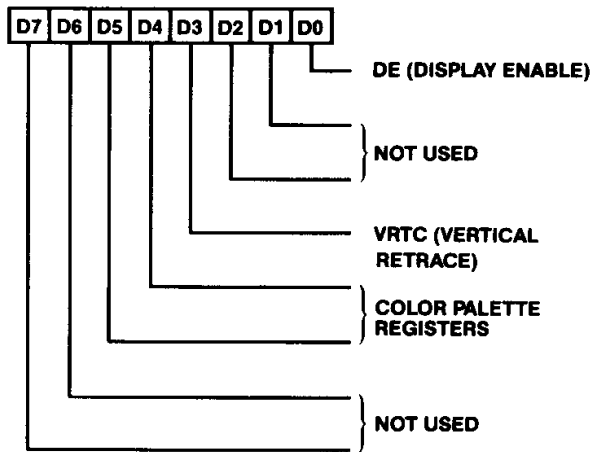 D7 D6 D5 D4 D3 D2 D1 D0
DE (DISPLAY ENABLE)
NOT USED
VRTC (VERTICAL
RETRACE)
COLOR PALETTE
REGISTERS
NOT USED